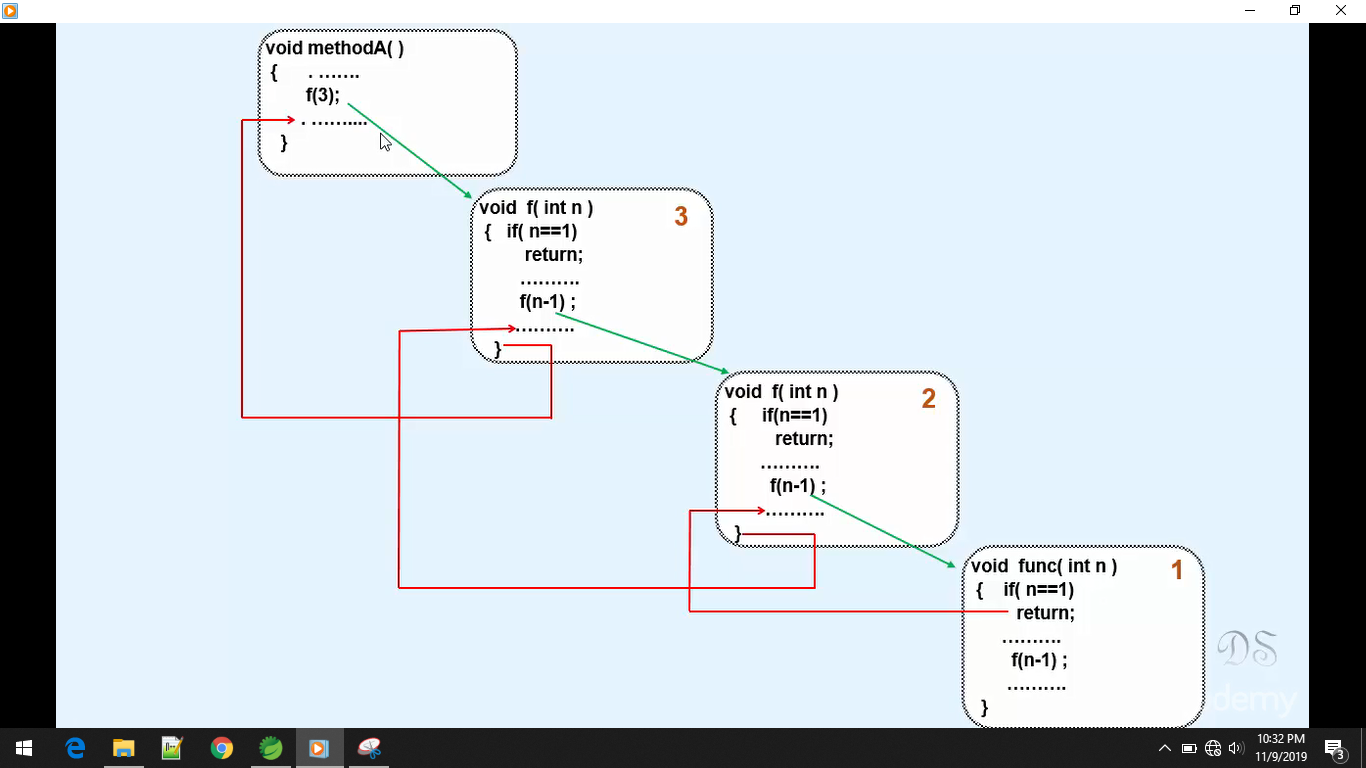 void methodA( )
{ . .......
f(3);
. ..........
}
void f( int n ) 3
{ if( n==1)
return;
..........
f(n-1) ;
..........
}
void f( int n ) 2
{ if(n==1)
return;
..........
f(n-1) ;
..........
}
void func( int n ) 1
{ if( n==1)
return;
..........
f(n-1) ;
..........
}
DS
demy
10:32 PM
11/9/2019
3